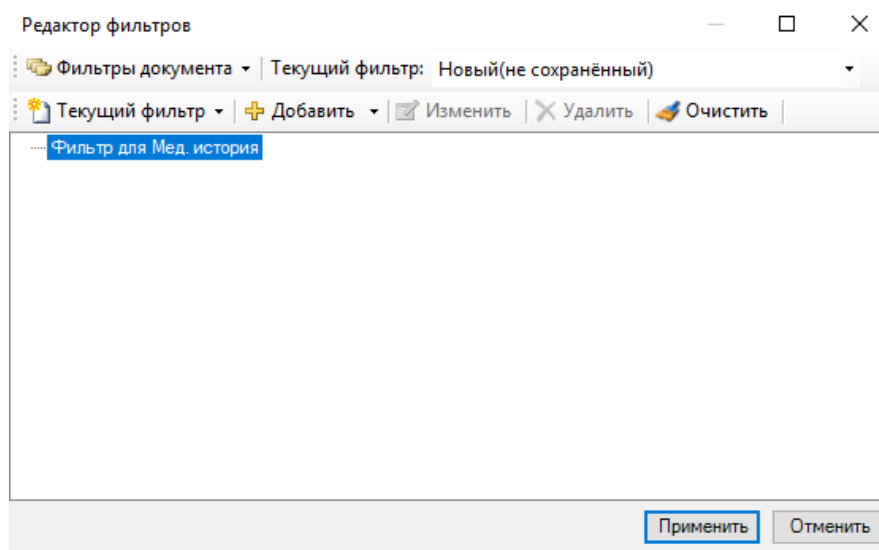 Редактор фильтров
Фильтры документа Текущий фильтр: Новый(не сохранённый)
Текущий фильтр Добавить Изменить Удалить Очистить
Фильтр для Мед. история
Применить Отменить